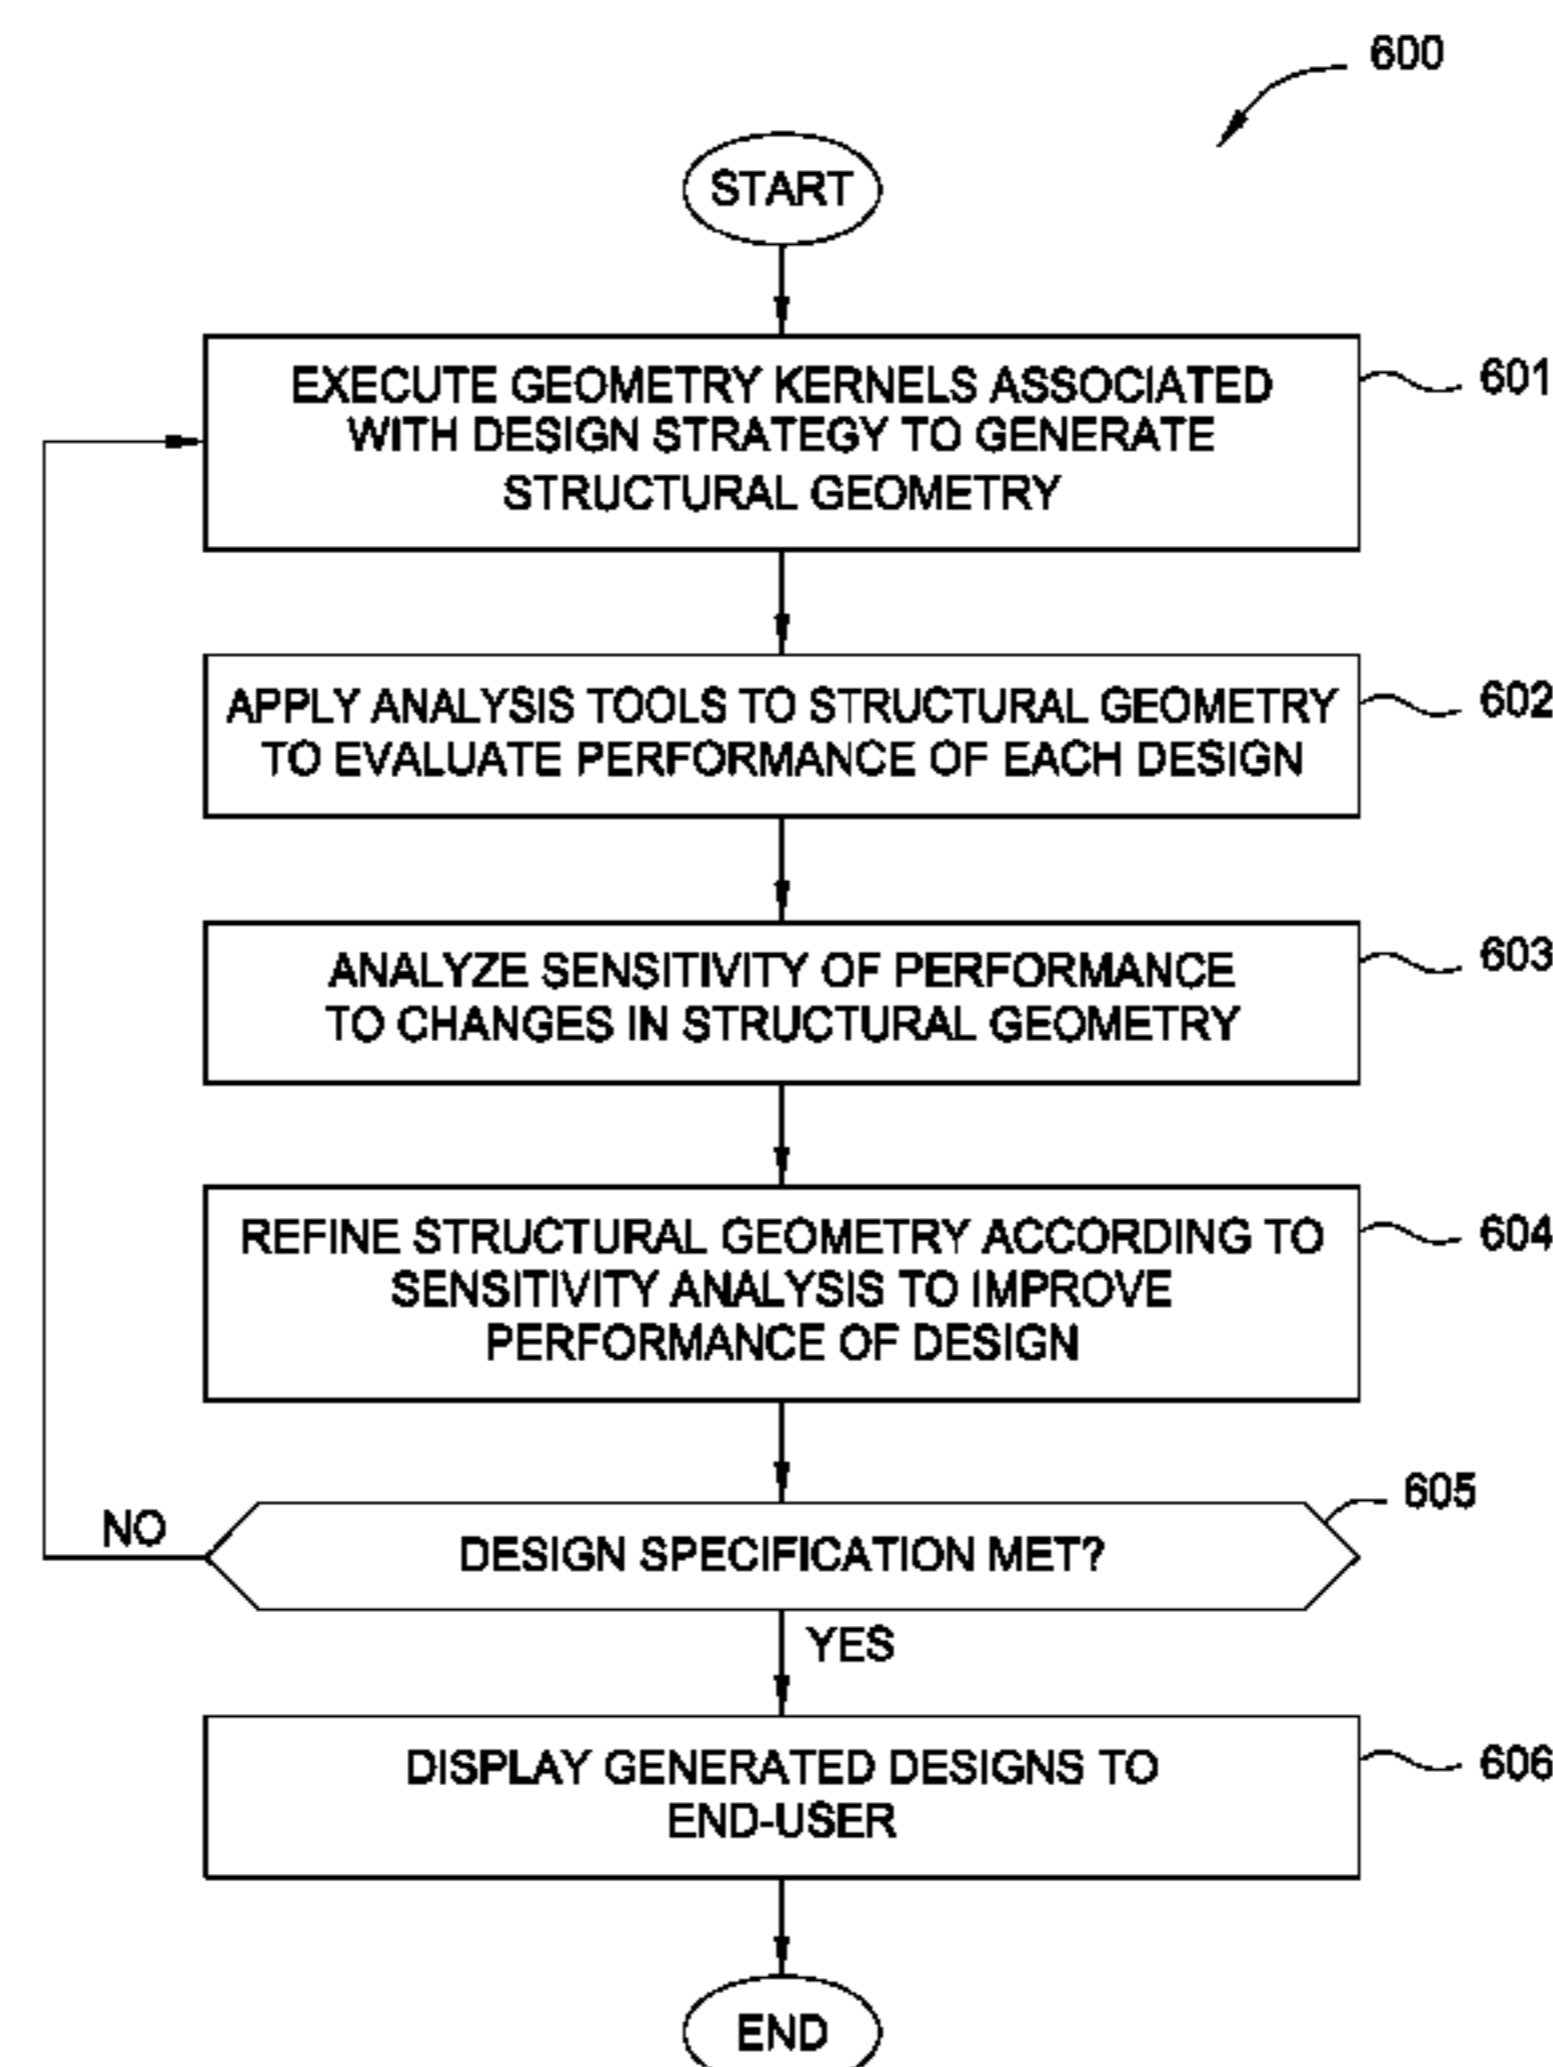 600
START
EXECUTE GEOMETRY KERNELS ASSOCIATED
WITH DESIGN STRATEGY TO GENERATE
STRUCTURAL GEOMETRY
601
APPLY ANALYSIS TOOLS TO STRUCTURAL GEOMETRY
TO EVALUATE PERFORMANCE OF EACH DESIGN
602
ANALYZE SENSITIVITY OF PERFORMANCE
TO CHANGES IN STRUCTURAL GEOMETRY
603
REFINE STRUCTURAL GEOMETRY ACCORDING TO
SENSITIVITY ANALYSIS TO IMPROVE
PERFORMANCE OF DESIGN
604
NO
DESIGN SPECIFICATION MET?
605
YES
DISPLAY GENERATED DESIGNS TO
END-USER
606
END